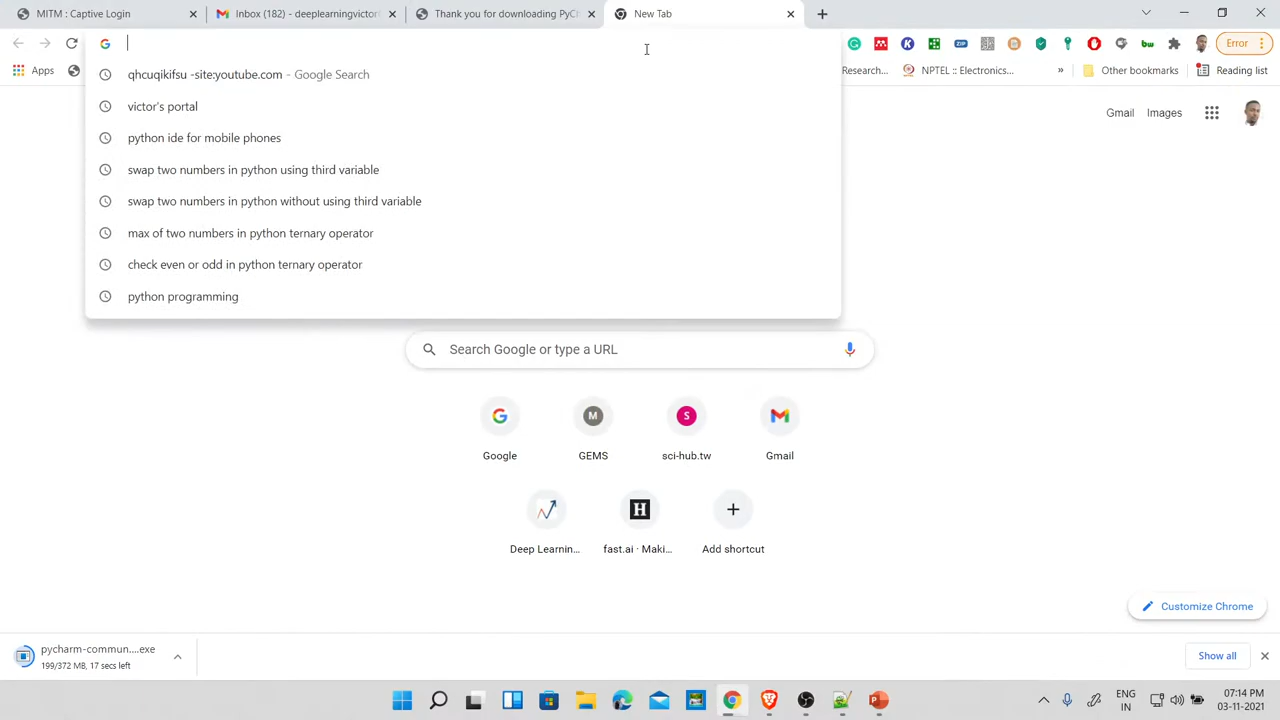 MITM : Captive Login
Inbox (182) - deeplearningvictor
Thank you for downloading PyCh
New Tab
Error
Apps
Research...
NPTEL :: Electronics...
»
Other bookmarks
Reading list
qhcuqikifsu -site:youtube.com - Google Search
victor's portal
python ide for mobile phones
swap two numbers in python using third variable
swap two numbers in python without using third variable
max of two numbers in python ternary operator
check even or odd in python ternary operator
python programming
Gmail
Images
Search Google or type a URL
M
S
Google
GEMS
sci-hub.tw
Gmail
H
Deep Learnin...
fast.ai · Maki...
Add shortcut
Customize Chrome
pycharm-commun....exe
199/372 MB, 17 secs left
Show all
ENG
IN
07:14 PM
03-11-2021